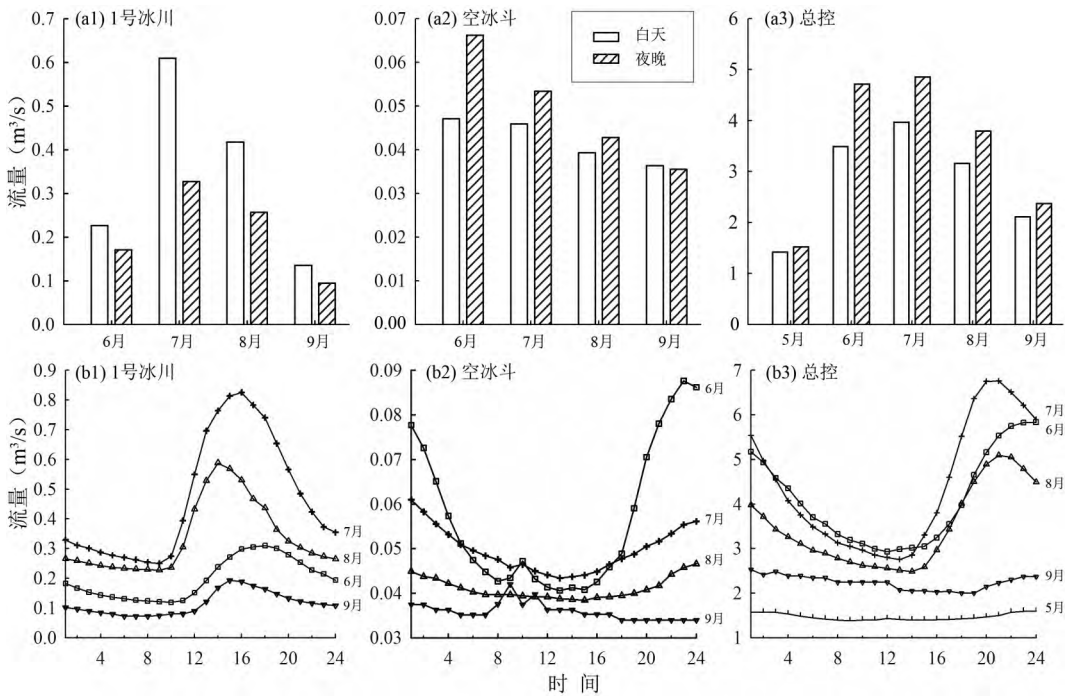 (a1) 1号冰川
(a2) 空冰斗
(a3) 总控
白天
夜晚
流量 (m³/s)
0.7
0.6
0.5
0.4
0.3
0.2
0.1
0.0
6月
7月
8月
9月
0.07
0.06
0.05
0.04
0.03
0.02
0.01
0.00
6月
7月
8月
9月
6
5
4
3
2
1
0
5月
6月
7月
8月
9月
(b1) 1号冰川
(b2) 空冰斗
(b3) 总控
流量 (m³/s)
0.9
0.8
0.7
0.6
0.5
0.4
0.3
0.2
0.1
0.0
7月
8月
6月
9月
4 8 12 16 20 24
0.09
0.08
0.07
0.06
0.05
0.04
0.03
6月
7月
8月
9月
4 8 12 16 20 24
7
6
5
4
3
2
1
7月
6月
8月
9月
5月
4 8 12 16 20 24
时 间